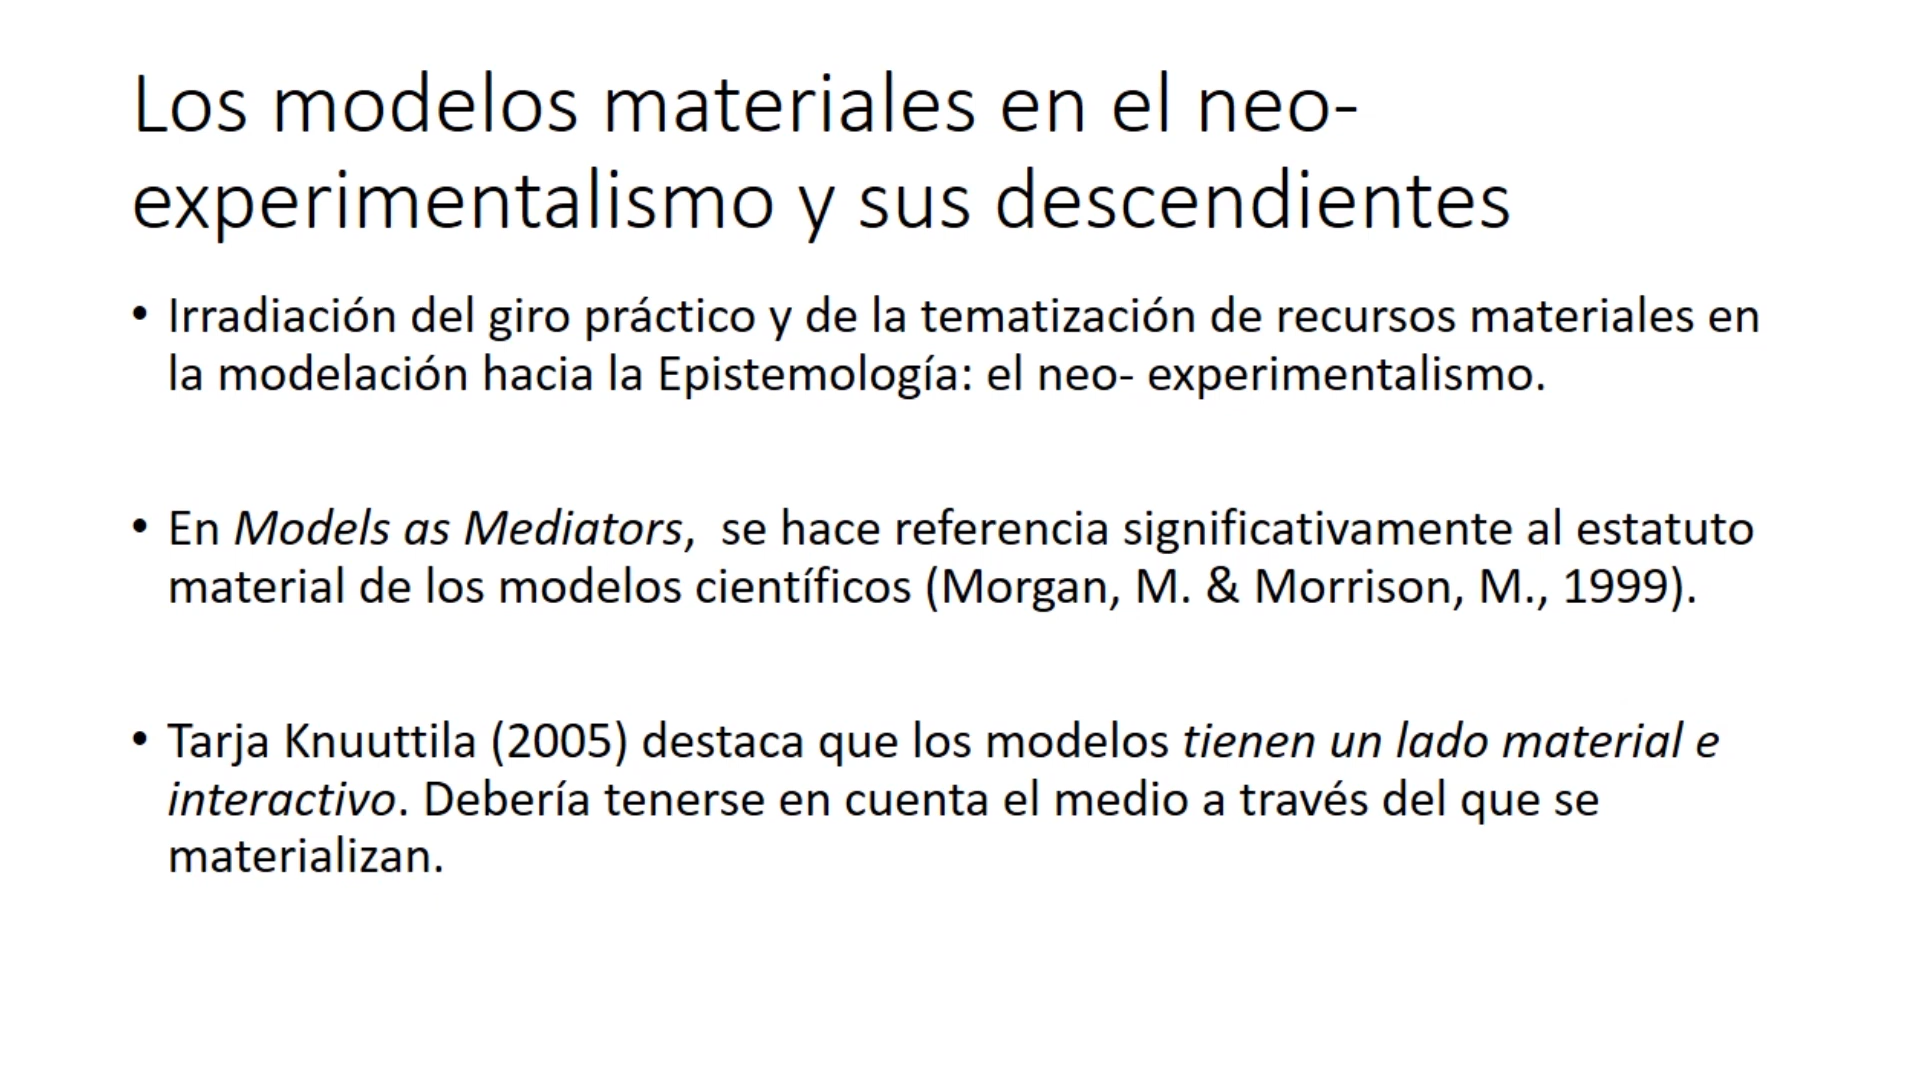 Los modelos materiales en el neo-
experimentalismo y sus descendientes
• Irradiación del giro práctico y de la tematización de recursos materiales en
la modelación hacia la Epistemología: el neo- experimentalismo.
• En Models as Mediators,  se hace referencia significativamente al estatuto
material de los modelos científicos (Morgan, M. & Morrison, M., 1999).
• Tarja Knuuttila (2005) destaca que los modelos tienen un lado material e
interactivo. Debería tenerse en cuenta el medio a través del que se
materializan.